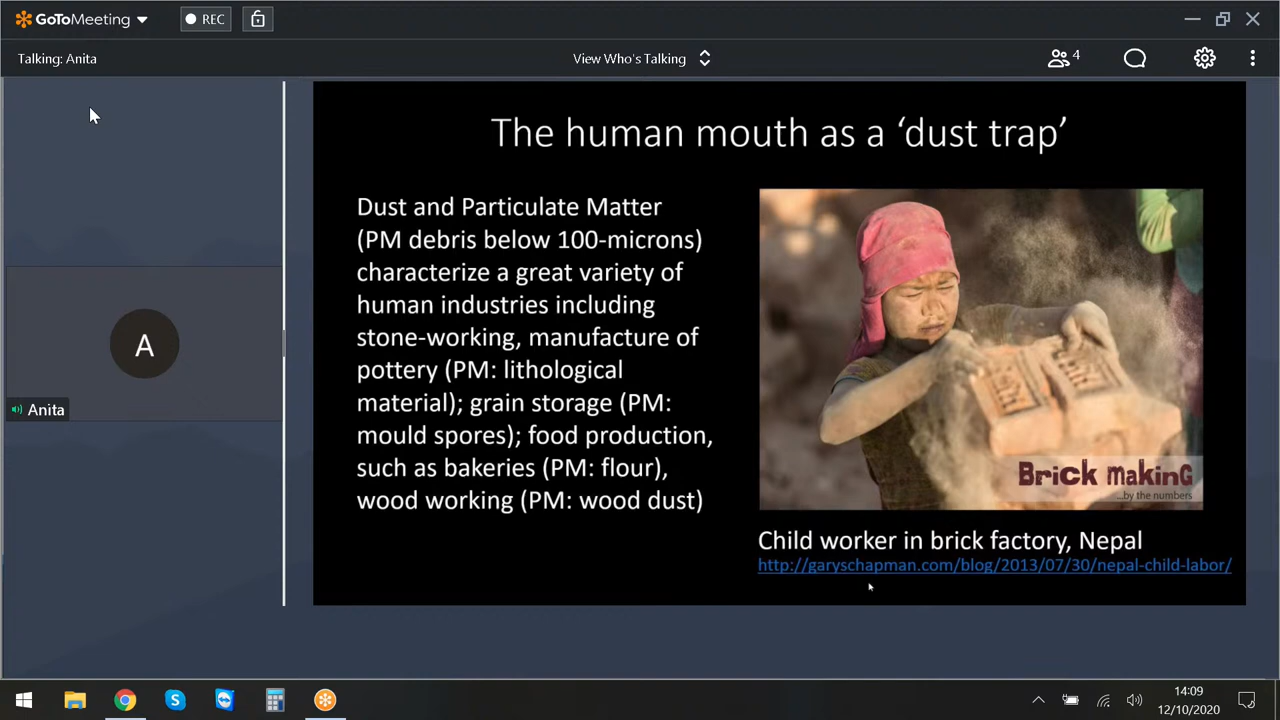 GoToMeeting
REC
Talking: Anita
View Who's Talking
4
A
Anita
The human mouth as a ‘dust trap’
Dust and Particulate Matter
(PM debris below 100-microns)
characterize a great variety of
human industries including
stone-working, manufacture of
pottery (PM: lithological
material); grain storage (PM:
mould spores); food production,
such as bakeries (PM: flour),
wood working (PM: wood dust)
Brick making
...by the numbers
Child worker in brick factory, Nepal
http://garyschapman.com/blog/2013/07/30/nepal-child-labor/
14:09
12/10/2020